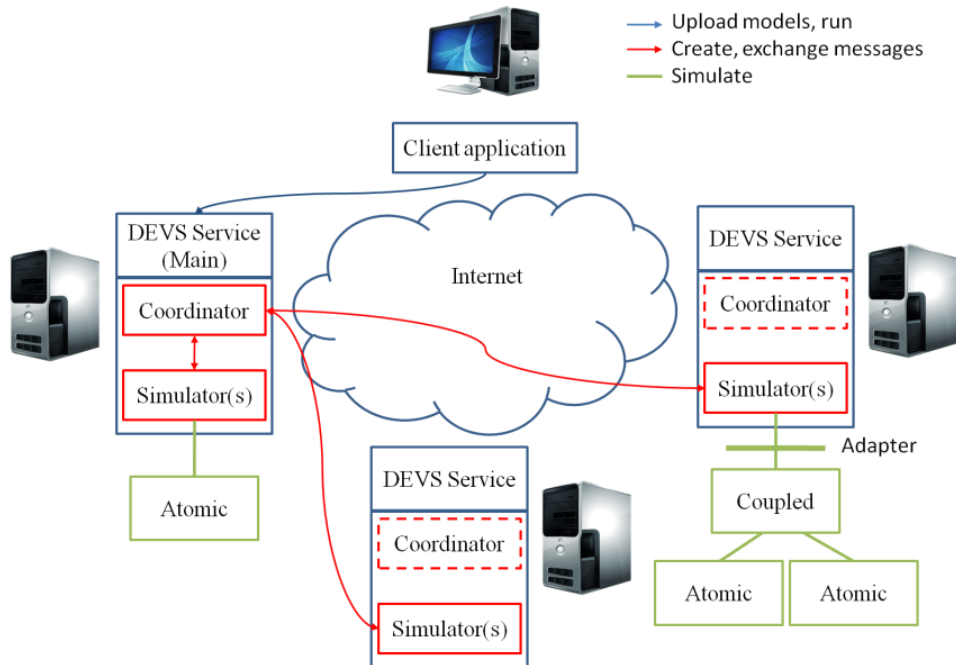 Upload models, run
Create, exchange messages
Simulate
Client application
DEVS Service
(Main)
Coordinator
Simulator(s)
Atomic
Internet
DEVS Service
Coordinator
Simulator(s)
DEVS Service
Coordinator
Simulator(s)
Adapter
Coupled
Atomic
Atomic